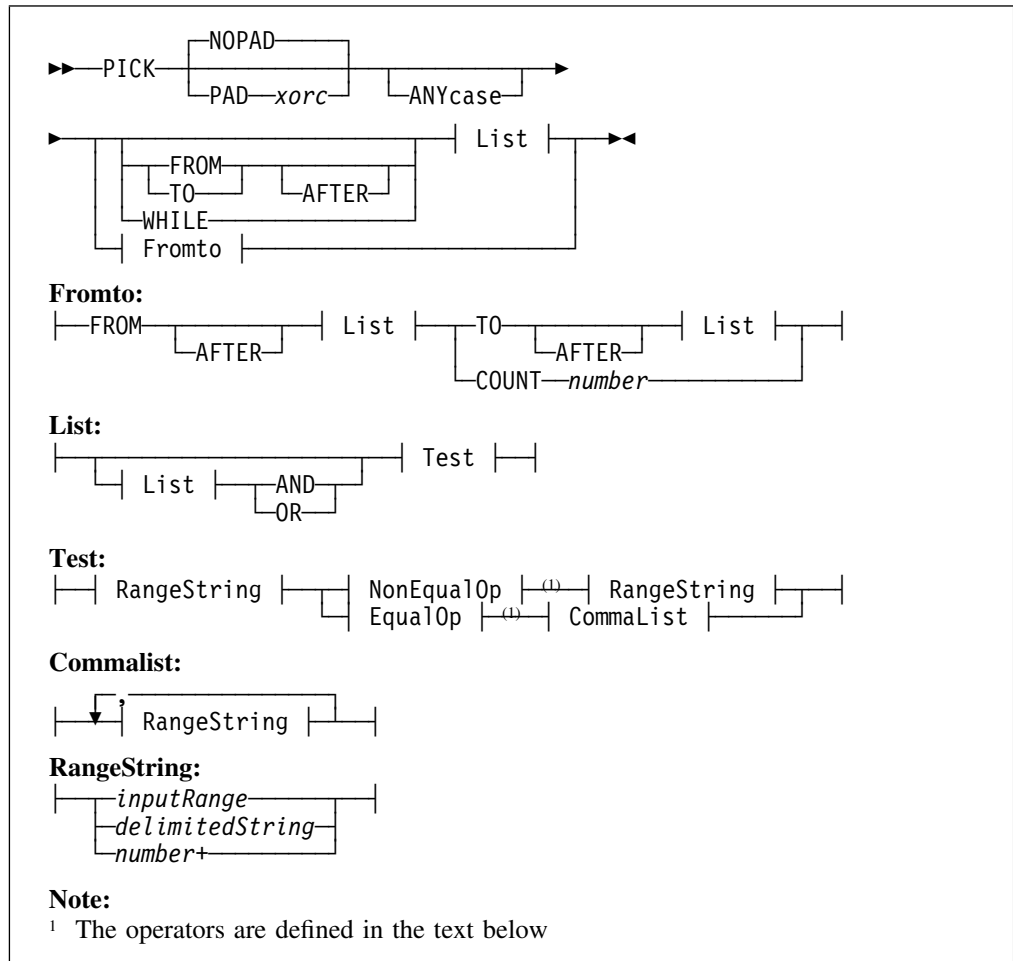 NOPAD
PICK
PAD xorc ANYcase
List
FROM
TO AFTER
WHILE
Fromto
Fromto:
FROM List TO List
AFTER AFTER
COUNT number
List:
Test
List AND
OR
Test:
RangeString NonEqualOp (1) RangeString
EqualOp (1) CommaList
Commalist:
,
RangeString
RangeString:
inputRange
delimitedString
number+
Note:
1 The operators are defined in the text below